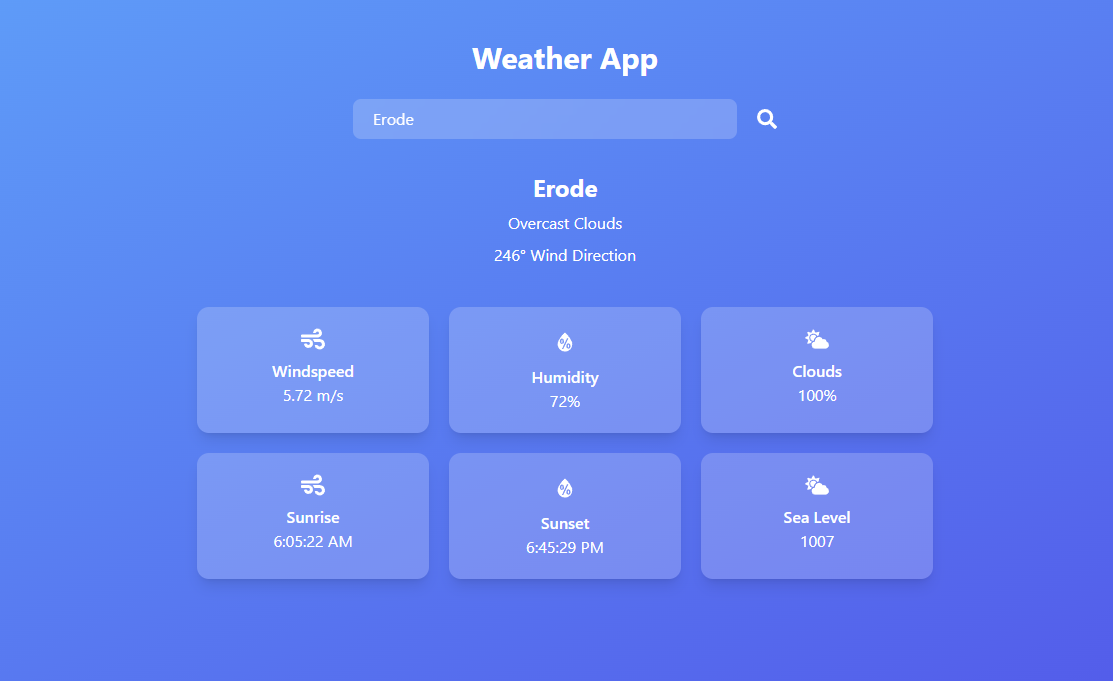 Weather App
Erode
Erode
Overcast Clouds
246° Wind Direction
Windspeed
5.72 m/s
%
Humidity
72%
Clouds
100%
Sunrise
6:05:22 AM
%
Sunset
6:45:29 PM
Sea Level
1007